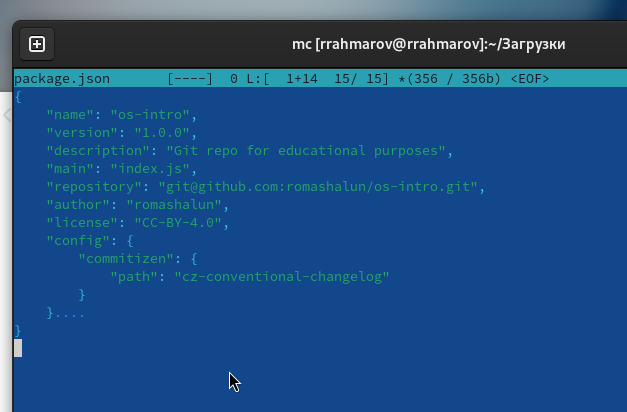 mc [rrahmarov@rrahmarov]:~/Загрузки
package.json       [----]  0 L:[  1+14  15/ 15] *(356 / 356b) <EOF>
{
    "name": "os-intro",
    "version": "1.0.0",
    "description": "Git repo for educational purposes",
    "main": "index.js",
    "repository": "git@github.com:romashalun/os-intro.git",
    "author": "romashalun",
    "license": "CC-BY-4.0",
    "config": {
        "commitizen": {
            "path": "cz-conventional-changelog"
        }
    }....
}